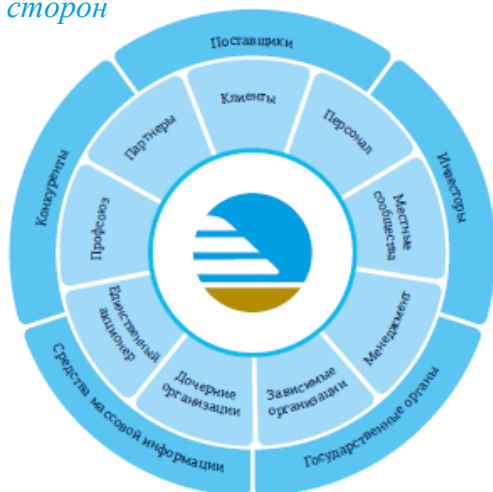 сторон
Поставщики
Инвесторы
Государственные органы
Средства массовой информации
Конкуренты
Клиенты
Персонал
Местные
сообщества
Менеджмент
Зависимые
организации
Дочерние
организации
Единственный
акционер
Профсоюз
Партнеры